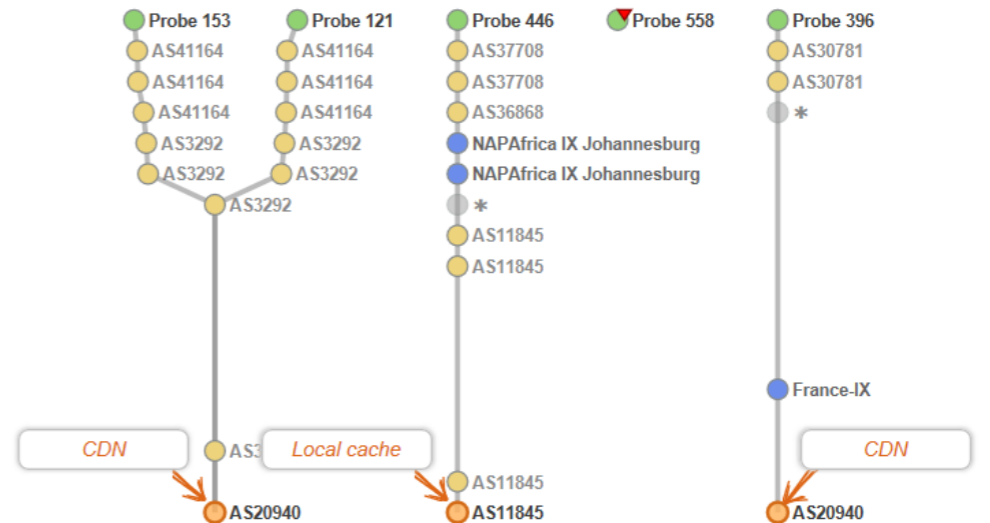 Probe 153 Probe 121 Probe 446 Probe 558 Probe 396
AS41164 AS41164 AS37708 AS30781
AS41164 AS41164 AS37708 AS30781
AS41164 AS41164 AS36868 *
AS3292 AS3292 NAPAfrica IX Johannesburg
AS3292 AS3292 NAPAfrica IX Johannesburg
AS3292 *
AS11845
AS11845
France-IX
CDN AS3 Local cache CDN
AS11845
AS20940 AS11845 AS20940